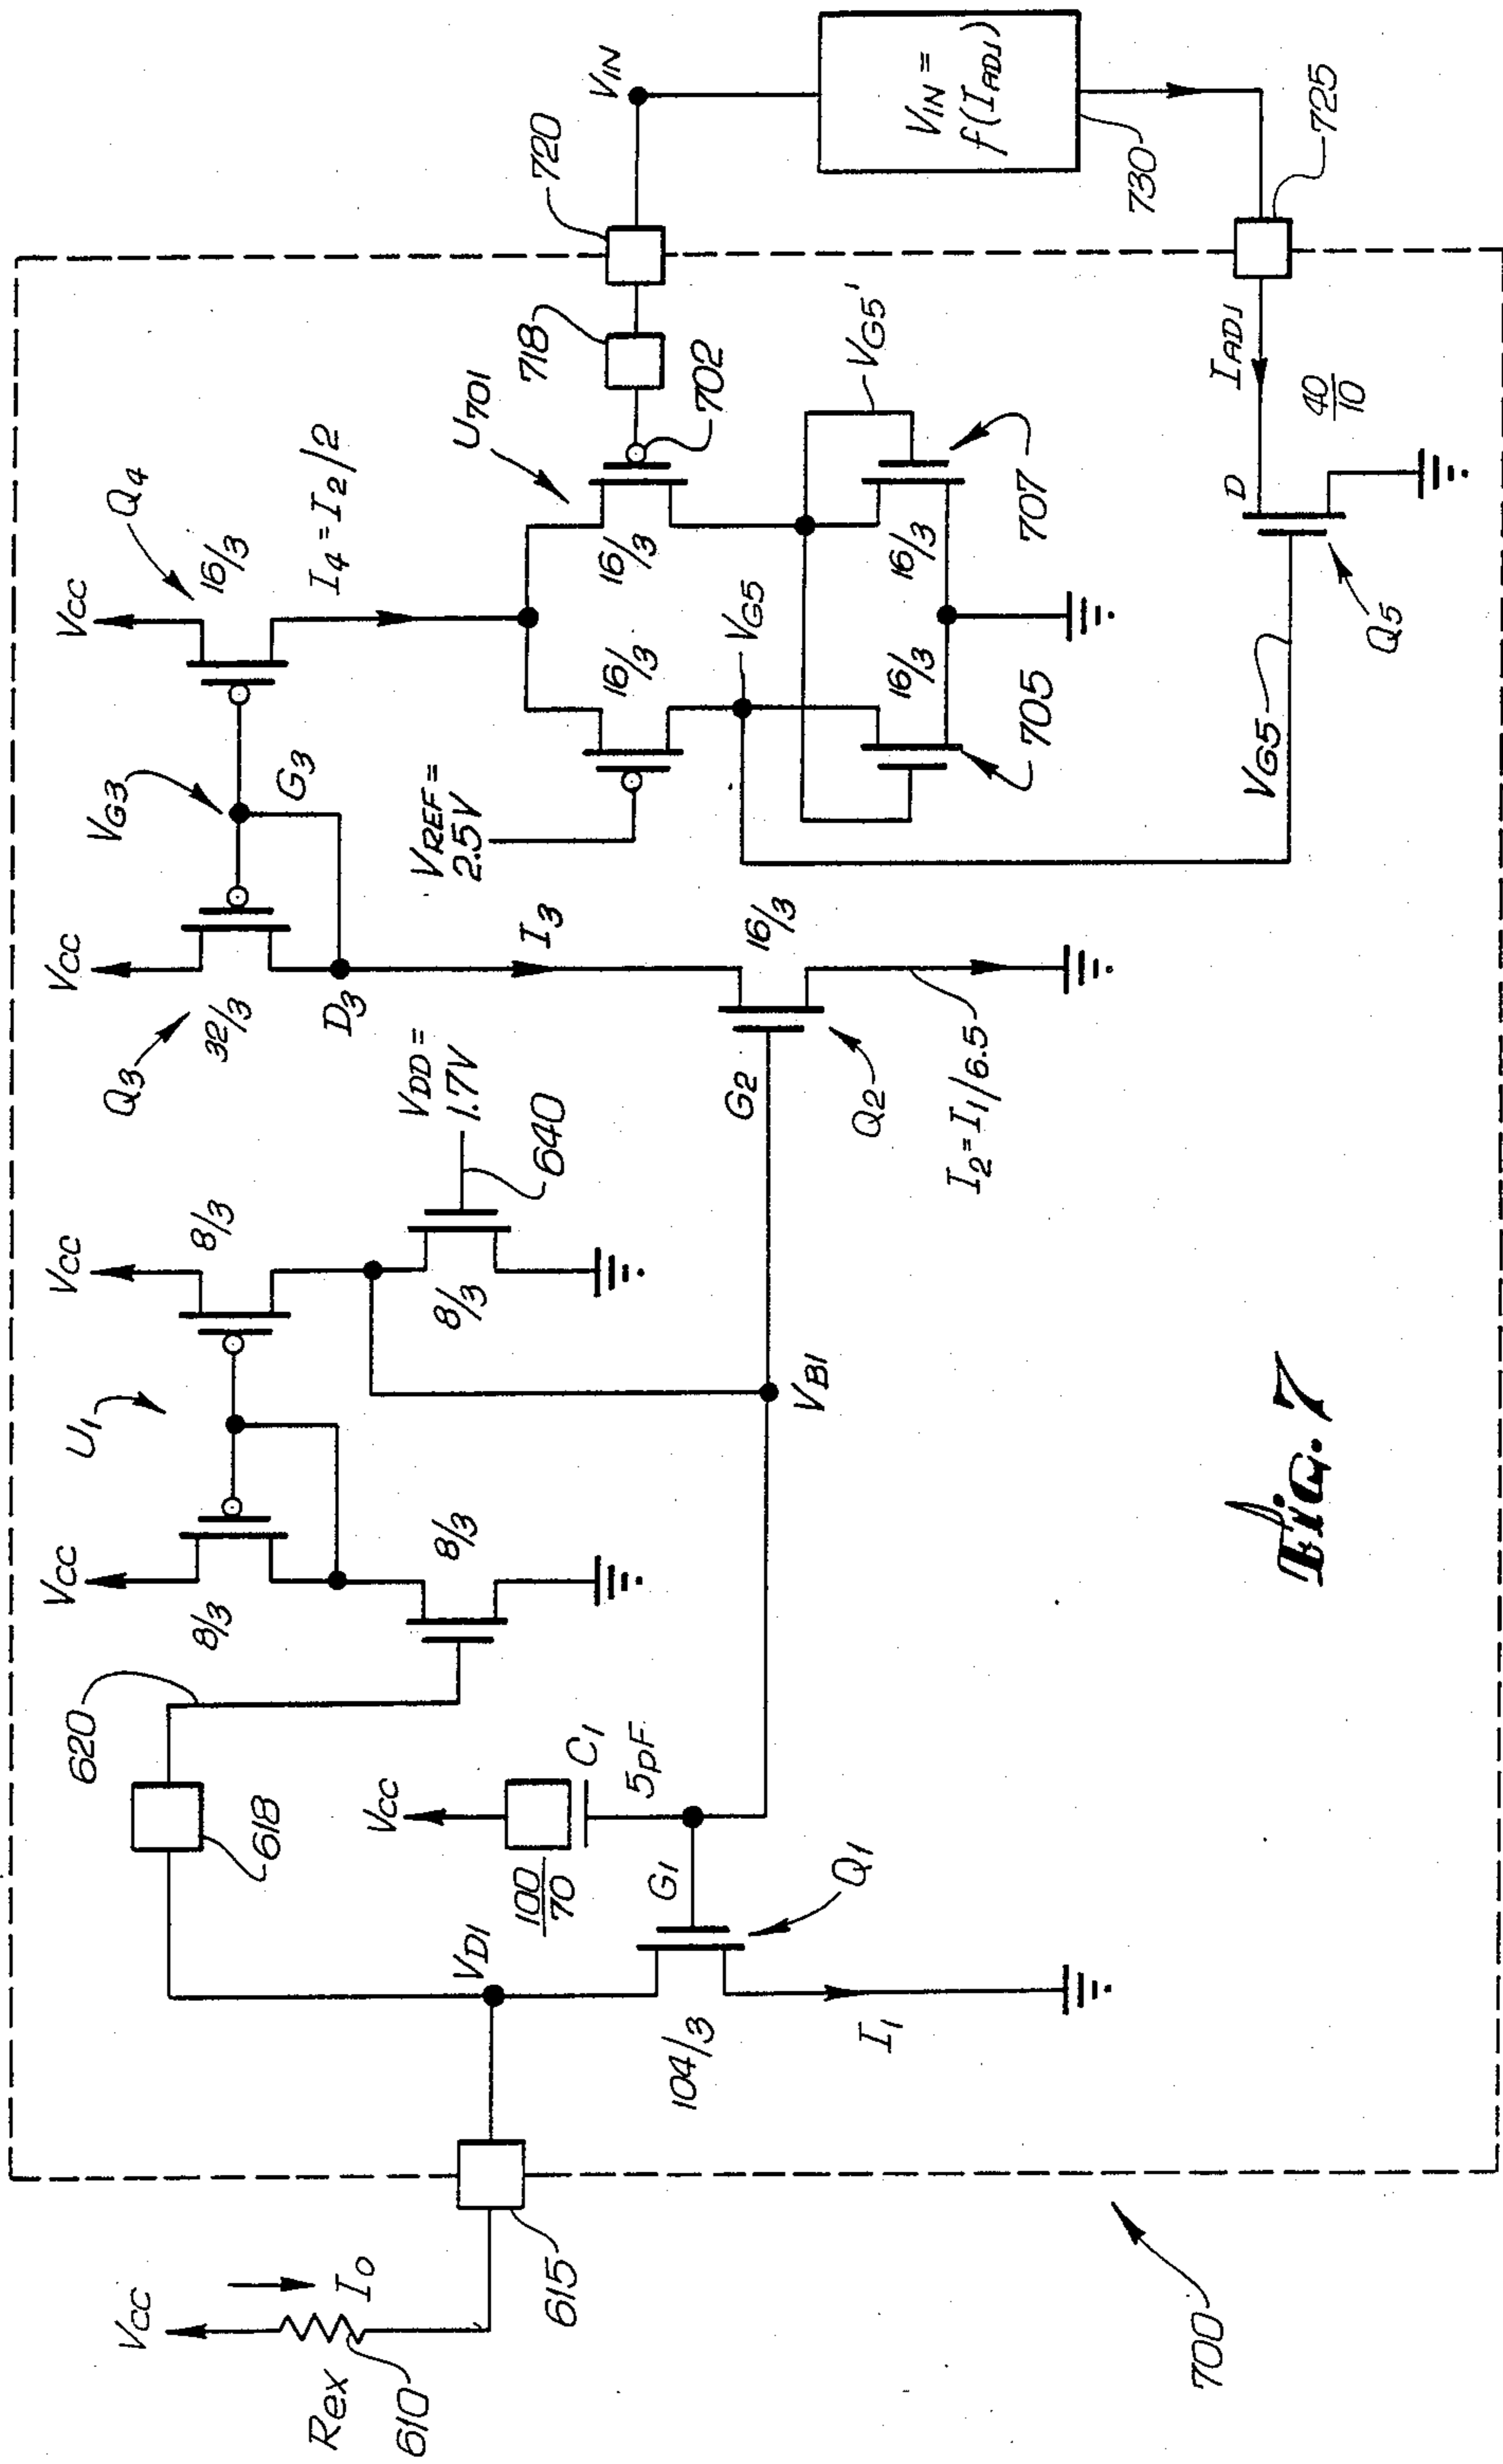 VCC
Rex
610
I0
615
700
VD1
618
620
VCC
100/70
C1
5pF
G1
Q1
104/3
I1
U1
VCC
8/3
8/3
VCC
8/3
8/3
VDD =
1.7V
640
VB1
G2
Q2
16/3
I2 = I1/6.5
Q3
VCC
32/3
D3
I3
VG3
G3
Q4
VCC
16/3
I4 = I2/2
VREF =
2.5V
U701
16/3
16/3
702
718
720
VIN
VIN =
f(IADJ)
730
VG5
VG5'
16/3
16/3
705
707
VG5
Q5
D
40/10
IADJ
725
Fig. 7